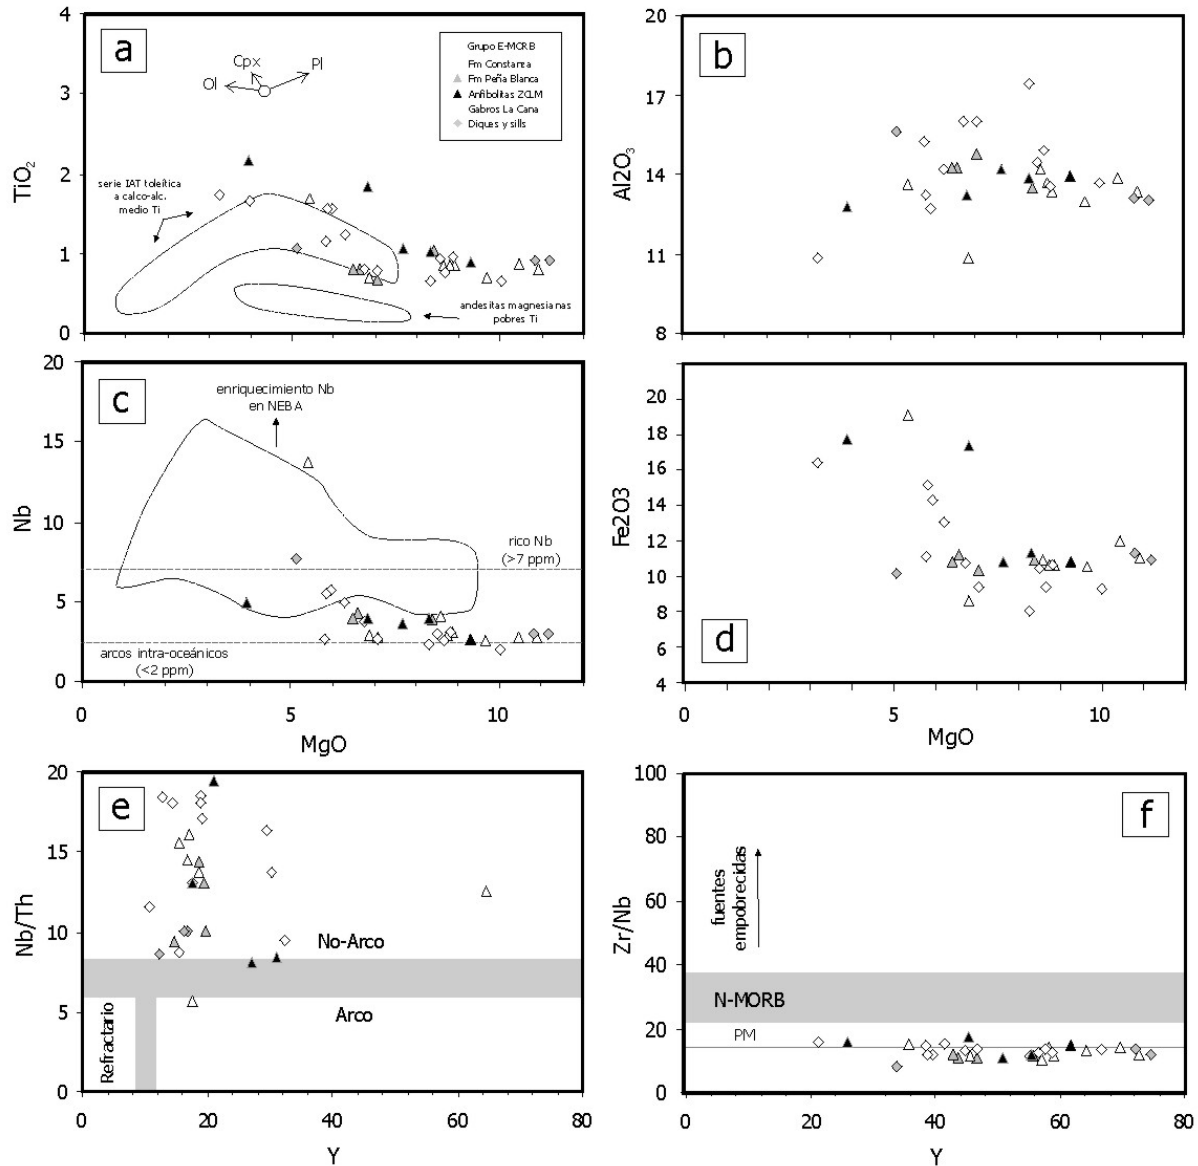 a
TiO2
4
3
2
1
0
Ol
Cpx
Pl
Grupo E-MCRB
Fm Constanza
Fm Peña Blanca
Anfibolitas ZCLM
Gabros La Cana
Diques y sills
serie IAT toleítica
a calco-alc.
medio Ti
andesitas magnesianas
pobres Ti
b
Al2O3
20
17
14
11
8
c
Nb
20
15
10
5
0
enriquecimiento Nb
en NEBA
rico Nb
(>7 ppm)
arcos intra-oceánicos
(<2 ppm)
0
5
10
MgO
d
Fe2O3
20
18
16
14
12
10
8
6
4
0
5
10
MgO
e
Nb/Th
20
15
10
5
0
No-Arco
Arco
Refractario
0
20
40
60
80
Y
f
Zr/Nb
100
80
60
40
20
0
fuentes
empobrecidas
N-MORB
PM
0
20
40
60
80
Y